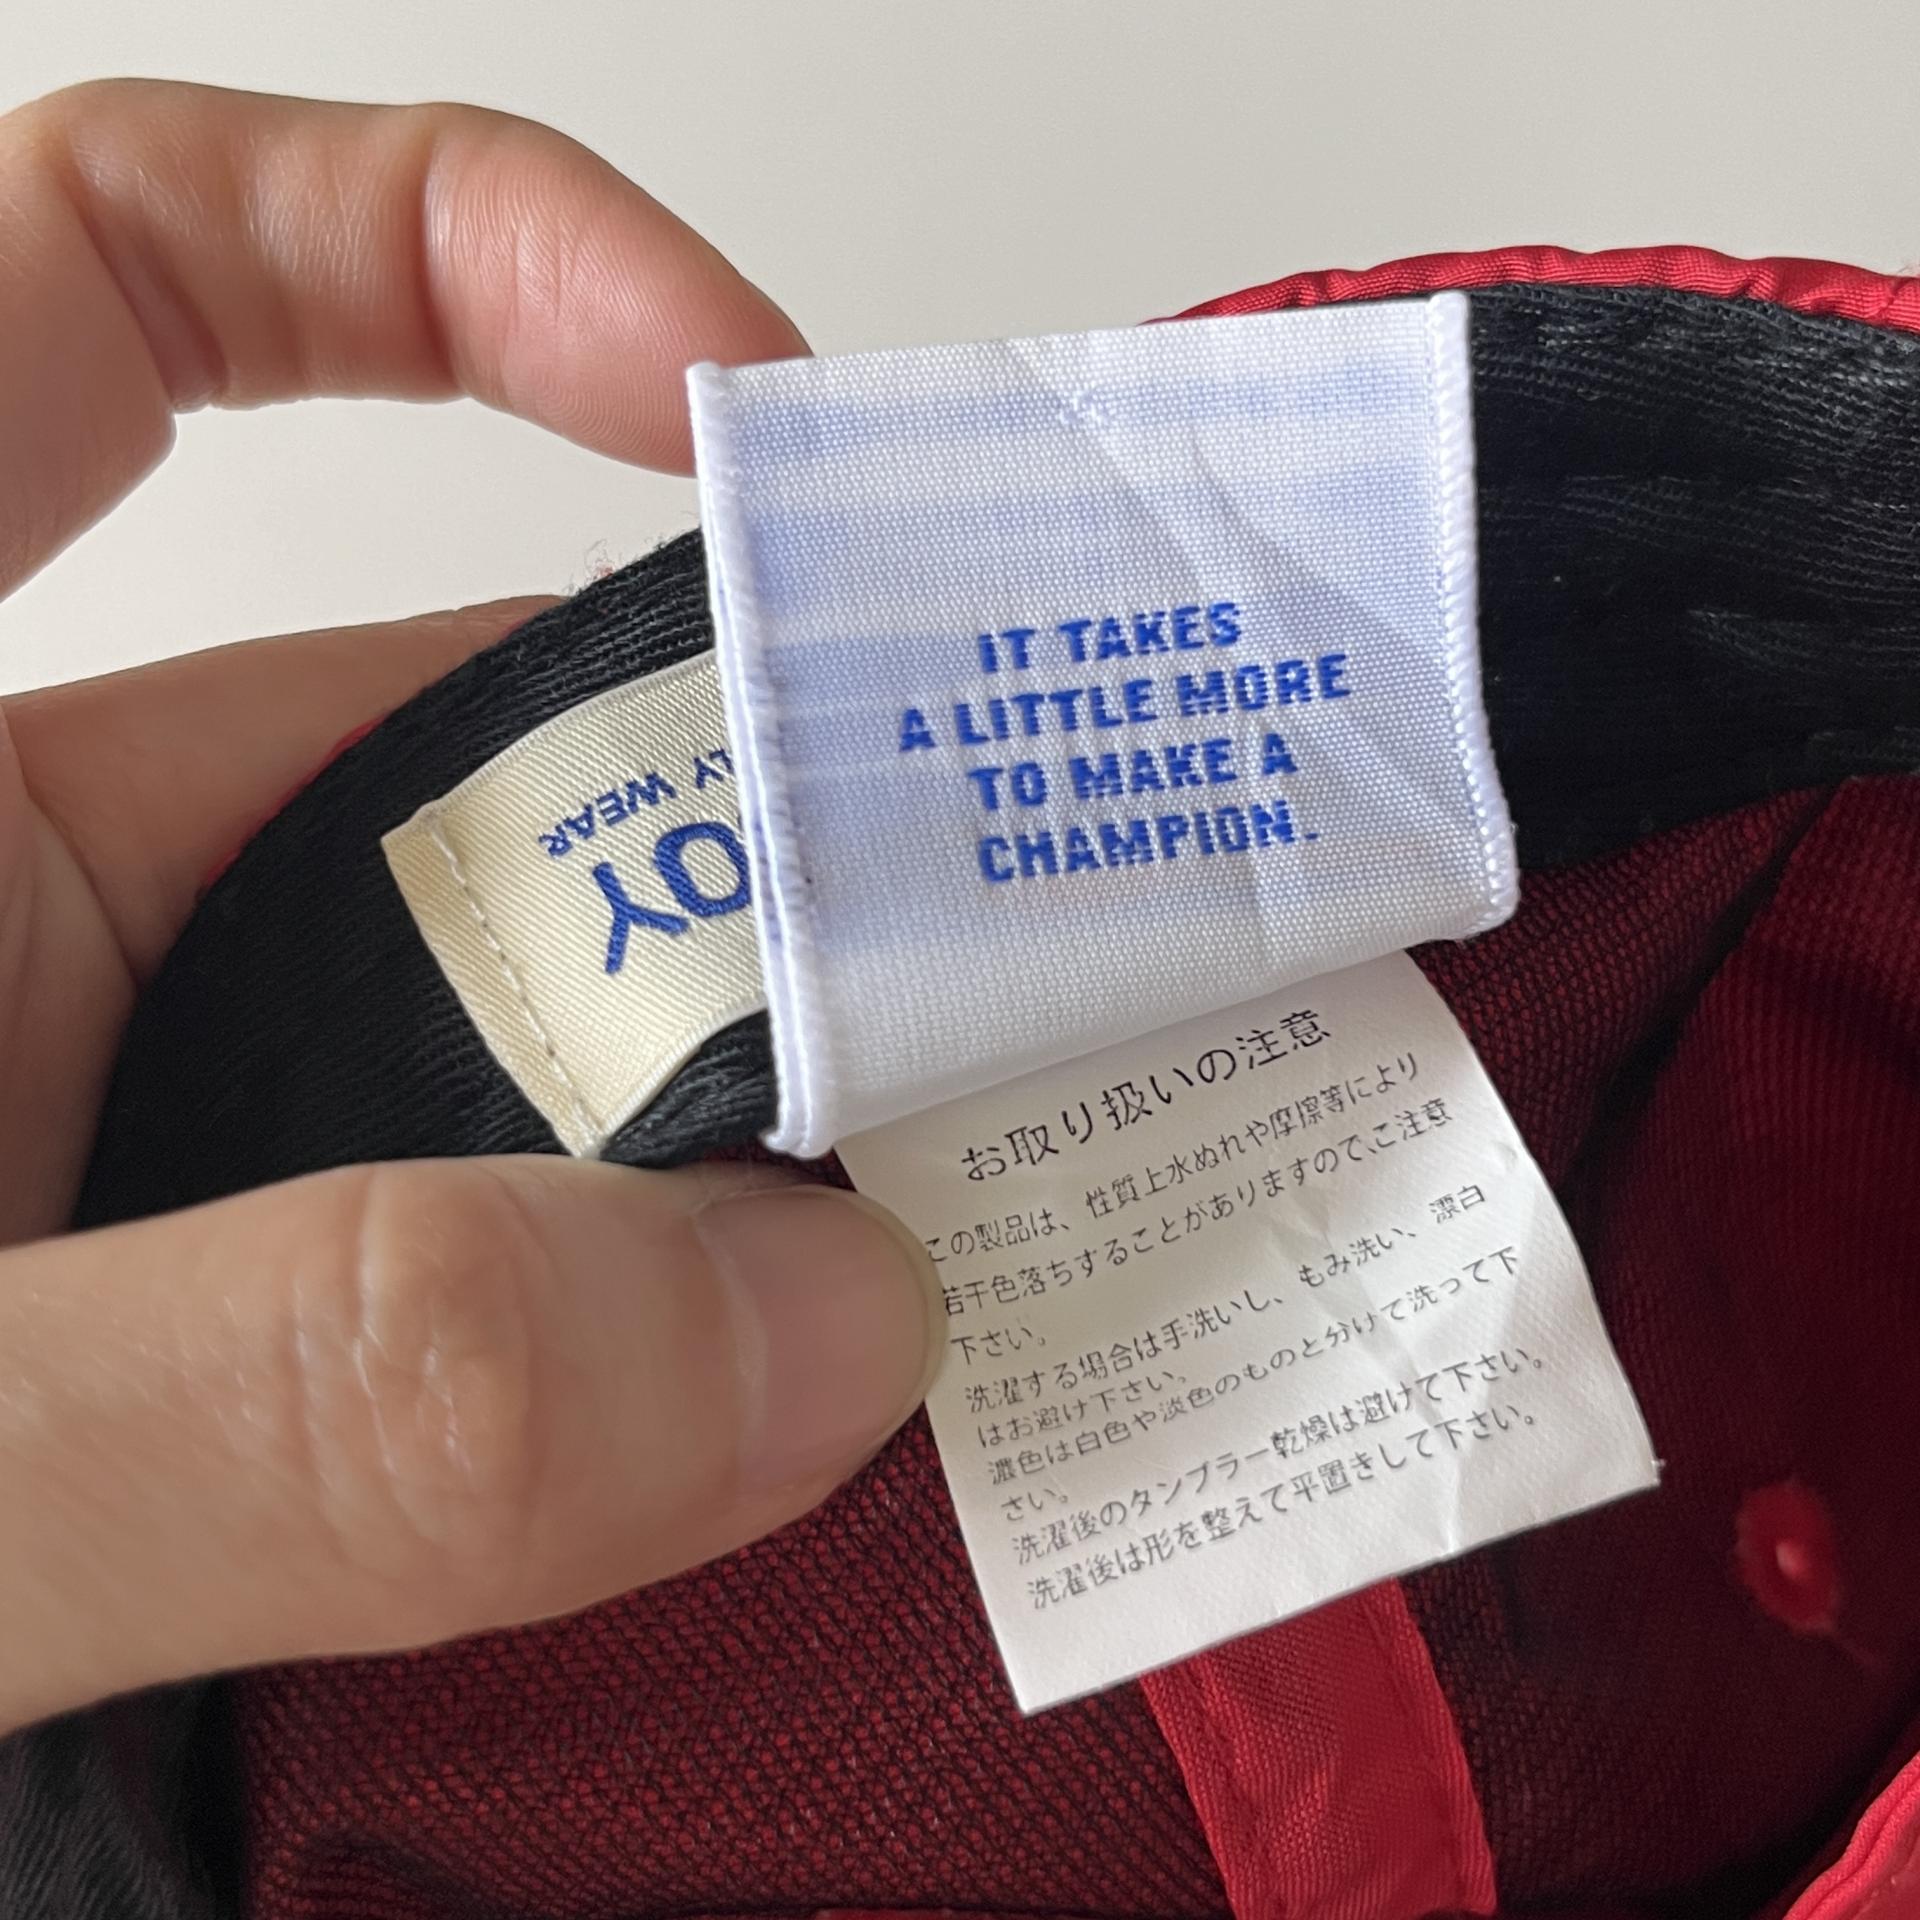 IT TAKES
A LITTLE MORE
TO MAKE A
CHAMPION.
LY WEAR
OY
お取り扱いの注意
この製品は、性質上水ぬれや摩擦等により
若干色落ちすることがありますので、ご注意
下さい。
洗濯する場合は手洗いし、もみ洗い、漂白
はお避け下さい。
濃色は白色や淡色のものと分けて洗って下
さい。
洗濯後のタンブラー乾燥は避けて下さい。
洗濯後は形を整えて平置きして下さい。